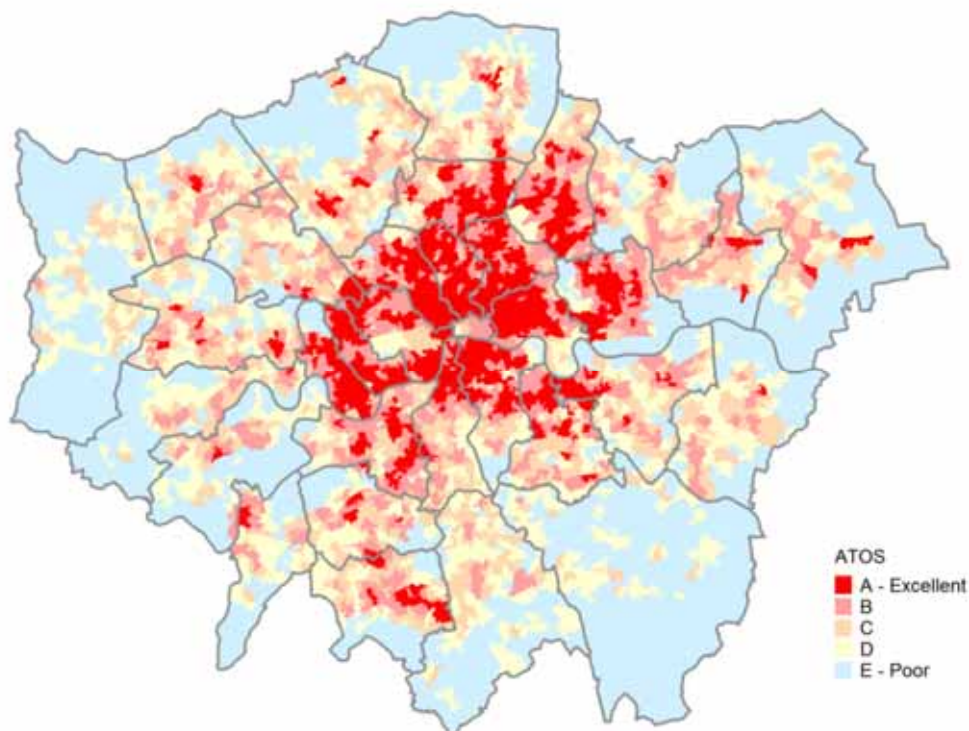 ATOS
A - Excellent
B
C
D
E - Poor